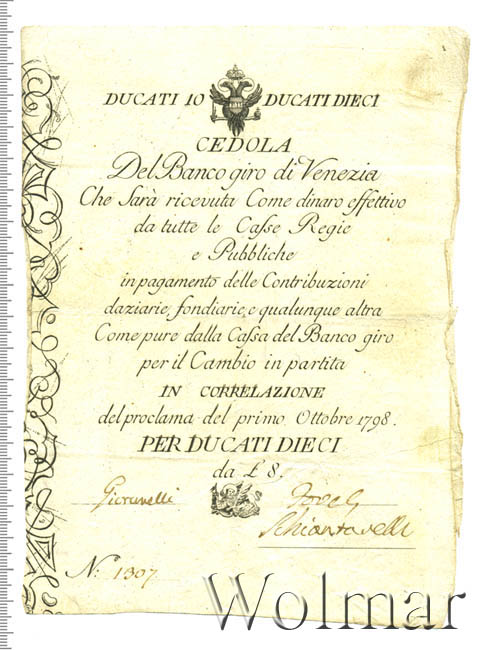 DUCATI 10 DUCATI DIECI
CEDOLA
Del Banco giro di Venezia
Che Sarà ricevuta Come dinaro effettivo
da tutte le Casse Regie
e Pubbliche
in pagamento delle Contribuzioni
daziarie, fondiarie, e qualunque altra
Come pure dalla Cassa del Banco giro
per il Cambio in partita
IN CORRELAZIONE
del proclama del primo Ottobre 1798.
PER DUCATI DIECI
da £ 8.
Giovanelli
Schiantarelli
N. 1307
Wolmar